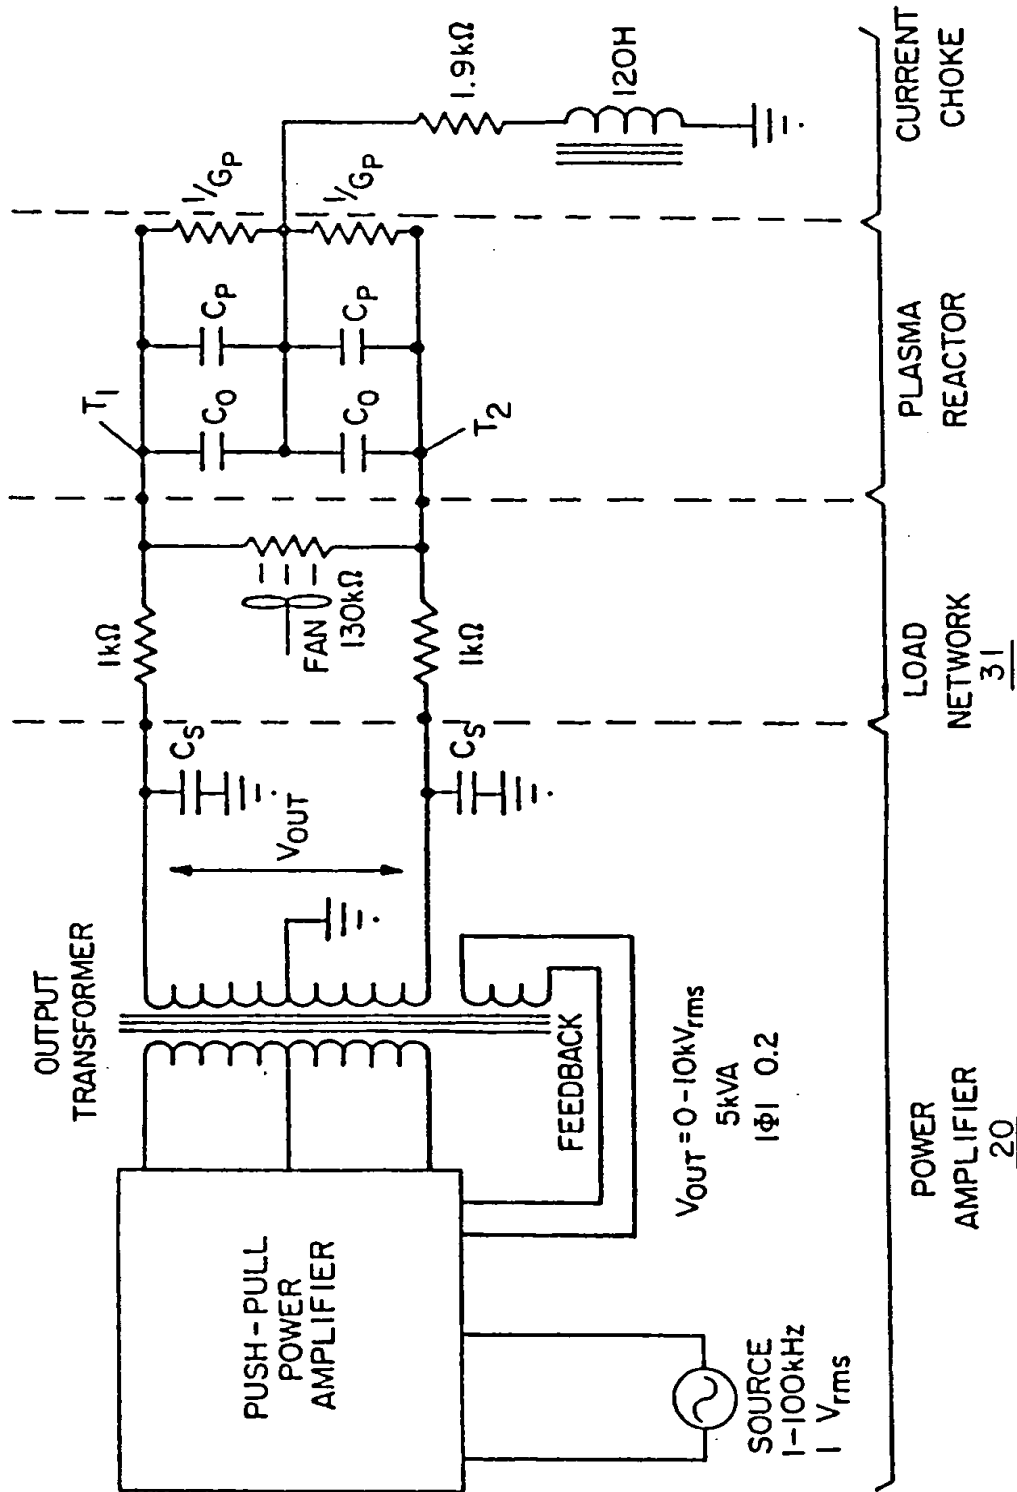 OUTPUT
TRANSFORMER
PUSH-PULL
POWER
AMPLIFIER
SOURCE
1-100kHz
1 Vrms
FEEDBACK
VOUT = 0-10kVrms
5kVA
|Φ| 0.2
VOUT
CS
CS
1kΩ
1kΩ
FAN
130kΩ
T1
T2
CO
CO
CP
CP
1/GP
1/GP
1.9kΩ
120H
POWER
AMPLIFIER
20
LOAD
NETWORK
31
PLASMA
REACTOR
CURRENT
CHOKE